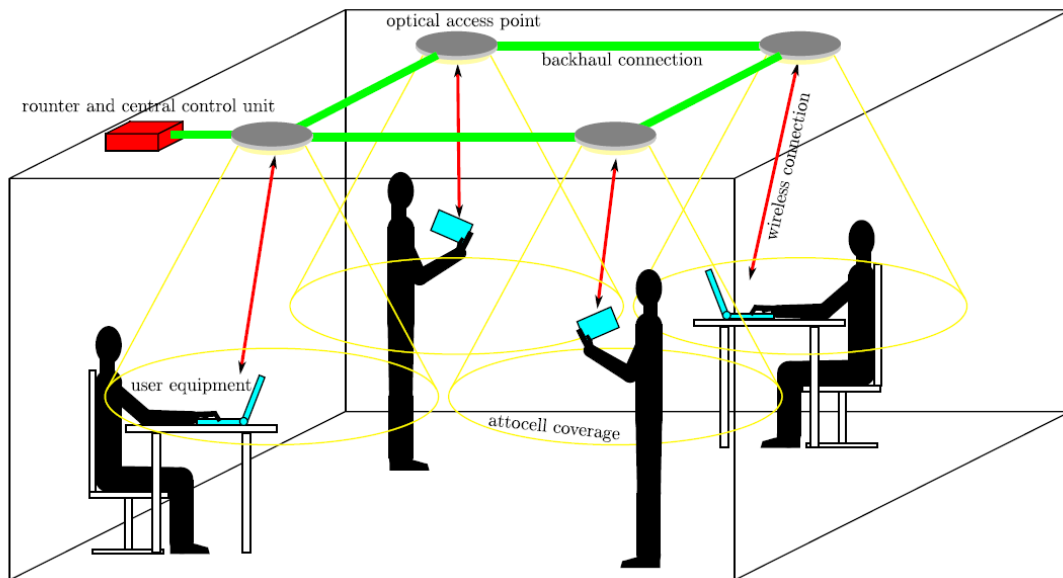 optical access point
backhaul connection
rounter and central control unit
wireless connection
user equipment
attocell coverage